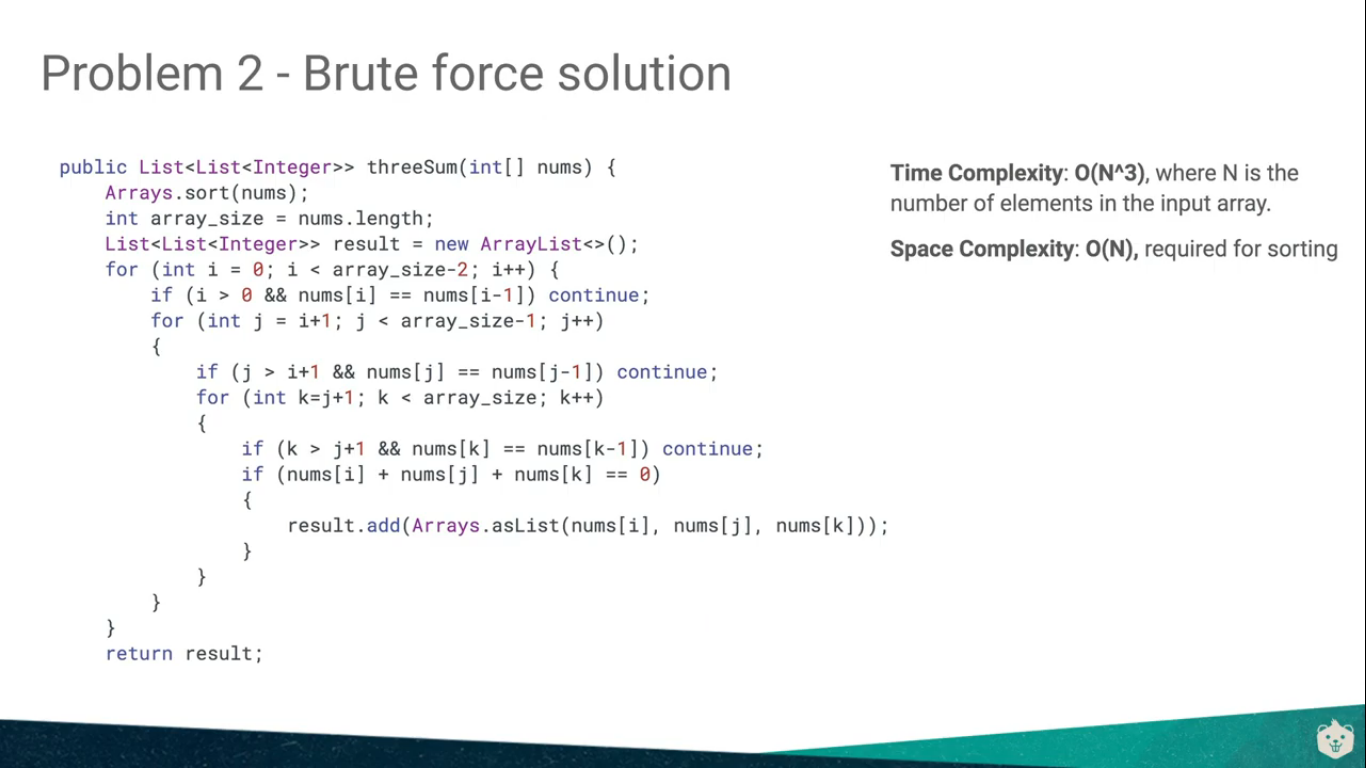 Problem 2 - Brute force solution
public List<List<Integer>> threeSum(int[] nums) {
    Arrays.sort(nums);
    int array_size = nums.length;
    List<List<Integer>> result = new ArrayList<>();
    for (int i = 0; i < array_size-2; i++) {
        if (i > 0 && nums[i] == nums[i-1]) continue;
        for (int j = i+1; j < array_size-1; j++)
        {
            if (j > i+1 && nums[j] == nums[j-1]) continue;
            for (int k=j+1; k < array_size; k++)
            {
                if (k > j+1 && nums[k] == nums[k-1]) continue;
                if (nums[i] + nums[j] + nums[k] == 0)
                {
                    result.add(Arrays.asList(nums[i], nums[j], nums[k]));
                }
            }
        }
    }
    return result;
Time Complexity: O(N^3), where N is the
number of elements in the input array.
Space Complexity: O(N), required for sorting